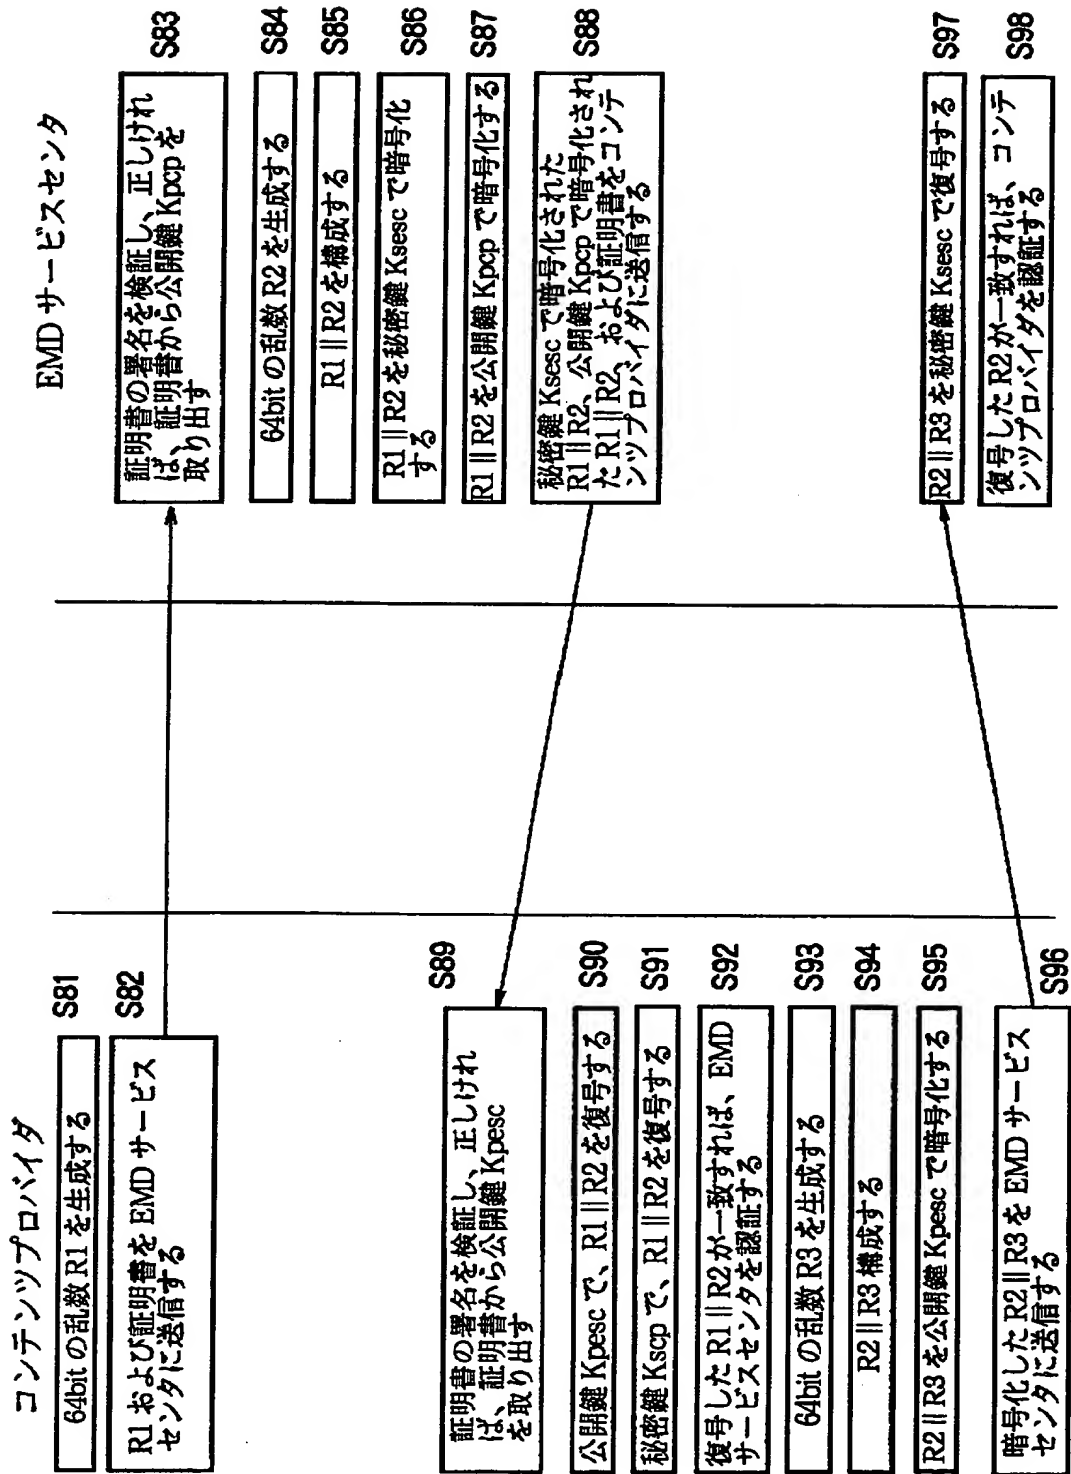 コンテンツプロバイダ
64bit の乱数 R1 を生成する
S81
R1 および証明書を EMD サービス
センタに送信する
S82
証明書の署名を検証し、正しけれ
ば、証明書から公開鍵 Kpesc
を取り出す
S89
公開鍵 Kpesc で、R1 || R2 を復号する
S90
秘密鍵 Kscp で、R1 || R2 を復号する
S91
復号した R1 || R2 が一致すれば、EMD
サービスセンタを認証する
S92
64bit の乱数 R3 を生成する
S93
R2 || R3 構成する
S94
R2 || R3 を公開鍵 Kpesc で暗号化する
S95
暗号化した R2 || R3 を EMD サービス
センタに送信する
S96
EMD サービスセンタ
証明書の署名を検証し、正しけれ
ば、証明書から公開鍵 Kpcp を
取り出す
S83
64bit の乱数 R2 を生成する
S84
R1 || R2 を構成する
S85
R1 || R2 を秘密鍵 Ksesc で暗号化
する
S86
R1 || R2 を公開鍵 Kpcp で暗号化する
S87
秘密鍵 Ksesc で暗号化された
R1 || R2、公開鍵 Kpcp で暗号化され
た R1 || R2、および証明書をコンテ
ンツプロバイダに送信する
S88
R2 || R3 を秘密鍵 Ksesc で復号する
S97
復号した R2 が一致すれば、コンテ
ンツプロバイダを認証する
S98